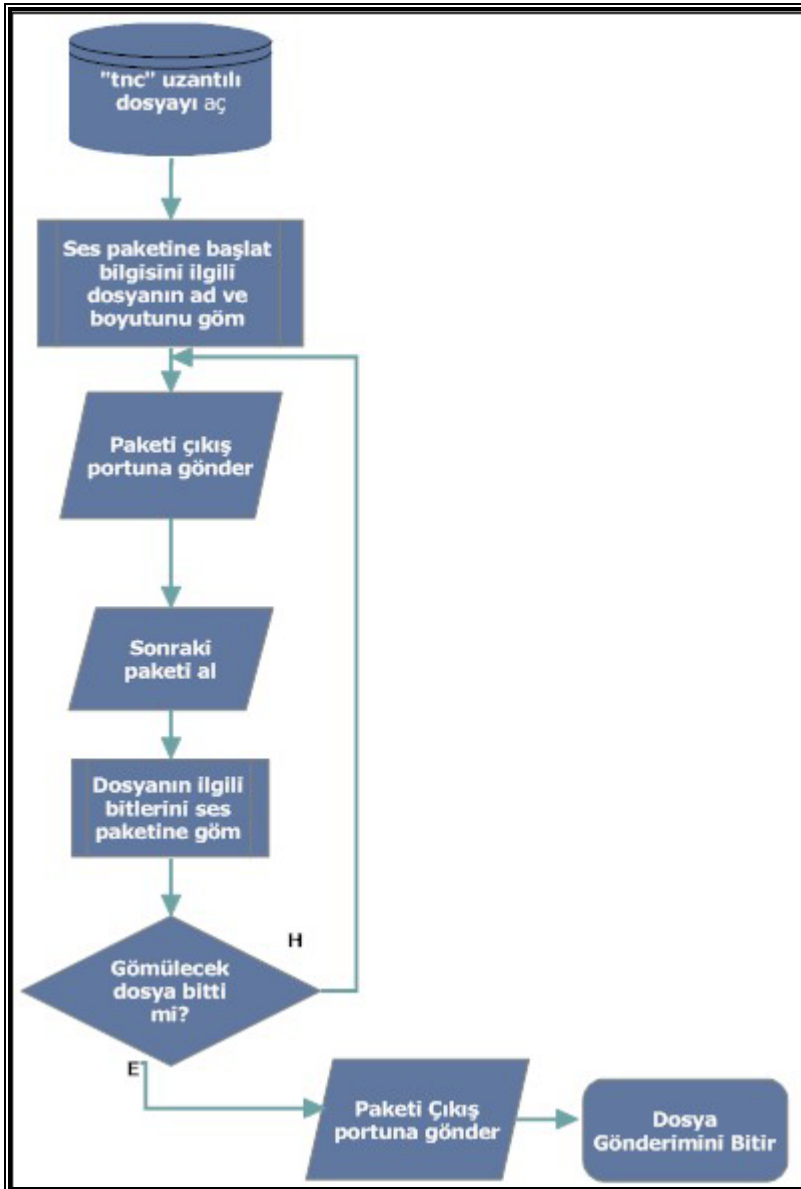 "tnc" uzantılı
dosyayı aç
Ses paketine başlat
bilgisini ilgili
dosyanın ad ve
boyutunu göm
Paketi çıkış
portuna gönder
Sonraki
paketi al
Dosyanın ilgili
bitlerini ses
paketine göm
Gömülecek
dosya bitti
mi?
H
E
Paketi Çıkış
portuna gönder
Dosya
Gönderimini Bitir